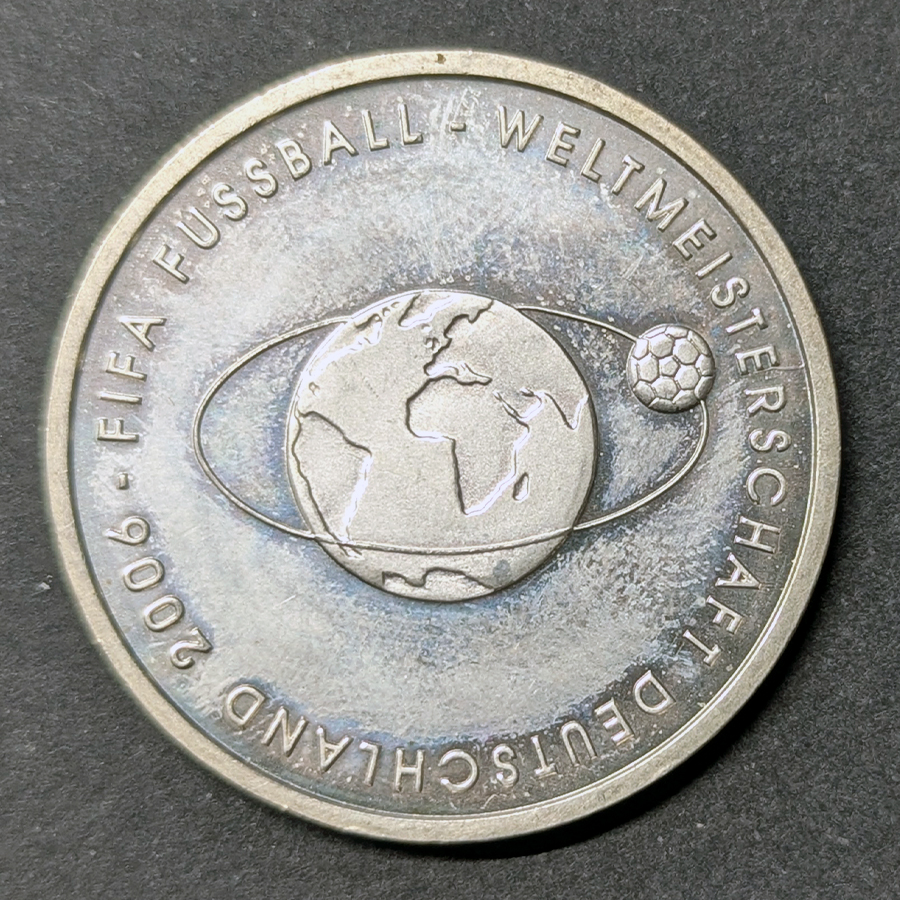 FIFA FUSSBALL - WELTMEISTERSCHAFT DEUTSCHLAND 2006 -